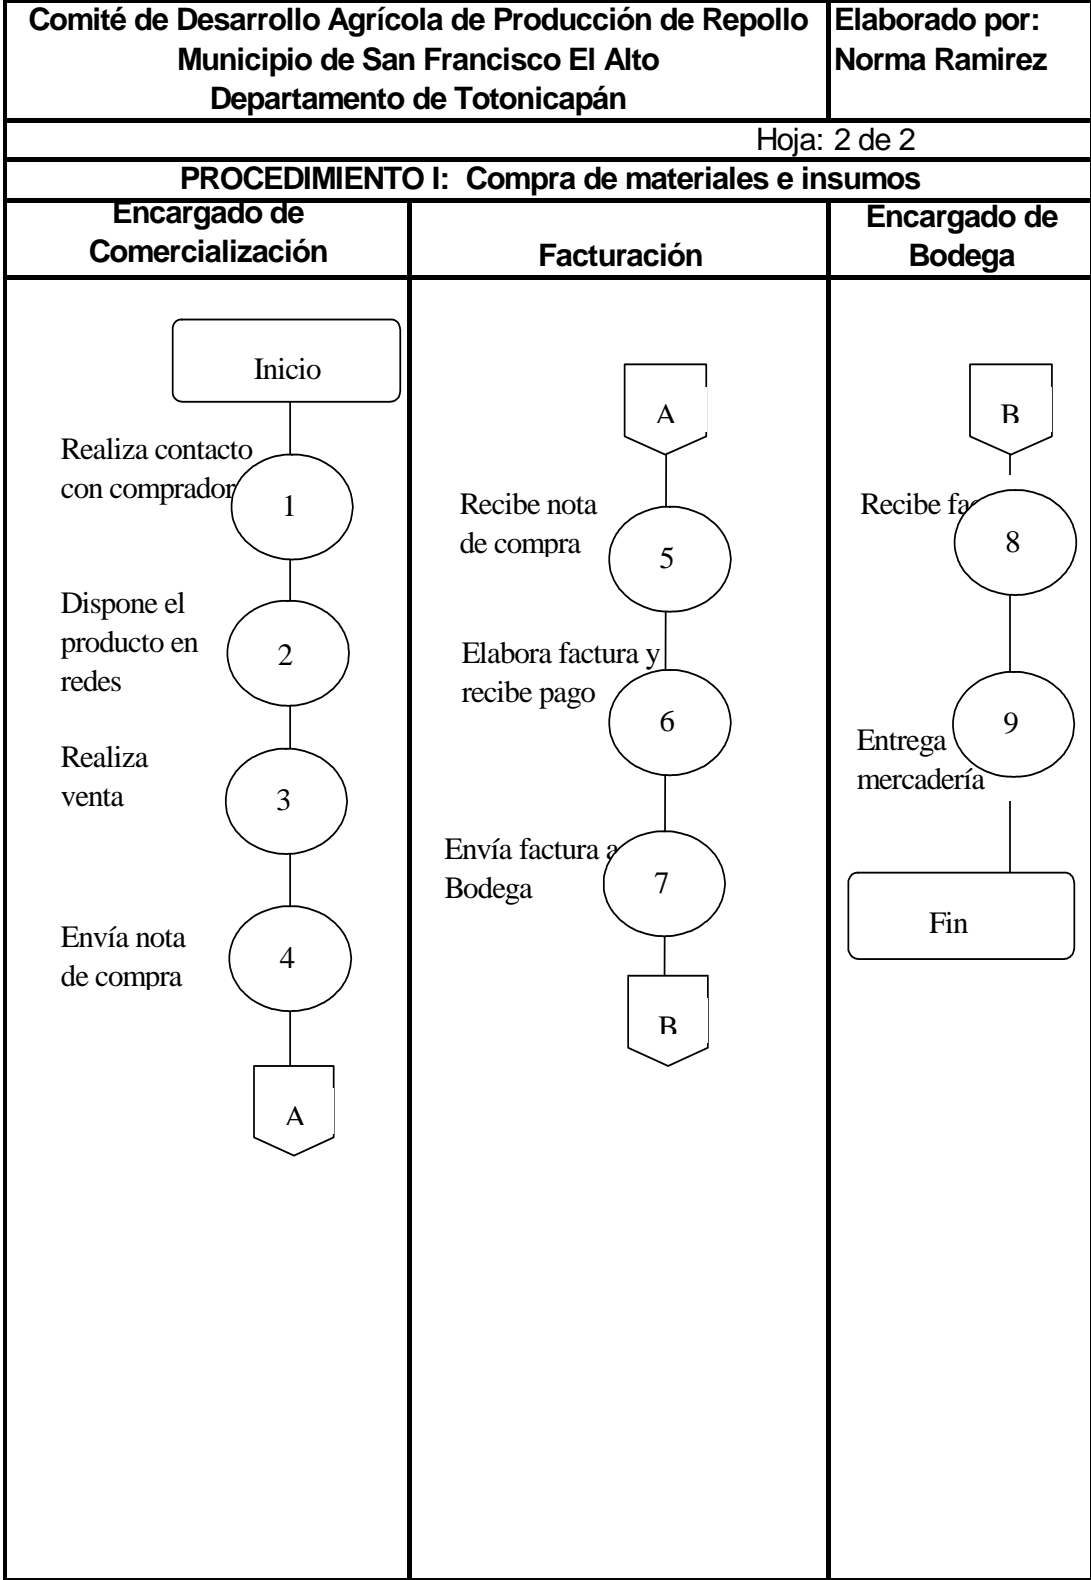 Comité de Desarrollo Agrícola de Producción de Repollo
Municipio de San Francisco El Alto
Departamento de Totonicapán
Elaborado por:
Norma Ramirez
Hoja: 2 de 2
PROCEDIMIENTO I: Compra de materiales e insumos
Encargado de
Comercialización
Facturación
Encargado de
Bodega
Inicio
Realiza contacto
con comprador
1
Dispone el
producto en
redes
2
Realiza
venta
3
Envía nota
de compra
4
A
A
Recibe nota
de compra
5
Elabora factura y
recibe pago
6
Envía factura a
Bodega
7
B
B
Recibe
8
Entrega
mercadería
9
Fin